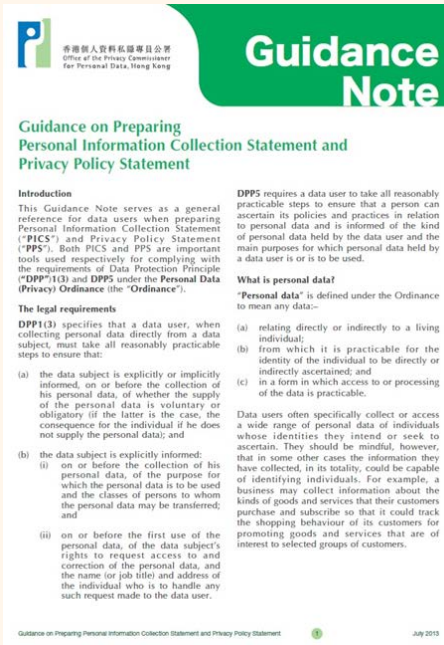 香港個人資料私隱專員公署
Office of the Privacy Commissioner
for Personal Data, Hong Kong
Guidance
Note
Guidance on Preparing
Personal Information Collection Statement and
Privacy Policy Statement
Introduction
This Guidance Note serves as a general
reference for data users when preparing
Personal Information Collection Statement
("PICS") and Privacy Policy Statement
("PPS"). Both PICS and PPS are important
tools used respectively for complying with
the requirements of Data Protection Principle
("DPP")1(3) and DPP5 under the Personal Data
(Privacy) Ordinance (the "Ordinance").
The legal requirements
DPP1(3) specifies that a data user, when
collecting personal data directly from a data
subject, must take all reasonably practicable
steps to ensure that:
(a) the data subject is explicitly or implicitly
informed, on or before the collection of
his personal data, of whether the supply
of the personal data is voluntary or
obligatory (if the latter is the case, the
consequence for the individual if he does
not supply the personal data); and
(b) the data subject is explicitly informed:
(i) on or before the collection of his
personal data, of the purpose for
which the personal data is to be used
and the classes of persons to whom
the personal data may be transferred;
and
(ii) on or before the first use of the
personal data, of the data subject's
rights to request access to and
correction of the personal data, and
the name (or job title) and address of
the individual who is to handle any
such request made to the data user.
DPP5 requires a data user to take all reasonably
practicable steps to ensure that a person can
ascertain its policies and practices in relation
to personal data and is informed of the kind
of personal data held by the data user and the
main purposes for which personal data held by
a data user is or is to be used.
What is personal data?
"Personal data" is defined under the Ordinance
to mean any data:–
(a) relating directly or indirectly to a living
individual;
(b) from which it is practicable for the
identity of the individual to be directly or
indirectly ascertained; and
(c) in a form in which access to or processing
of the data is practicable.
Data users often specifically collect or access
a wide range of personal data of individuals
whose identities they intend or seek to
ascertain. They should be mindful, however,
that in some other cases the information they
have collected, in its totality, could be capable
of identifying individuals. For example, a
business may collect information about the
kinds of goods and services that their customers
purchase and subscribe so that it could track
the shopping behaviour of its customers for
promoting goods and services that are of
interest to selected groups of customers.
Guidance on Preparing Personal Information Collection Statement and Privacy Policy Statement 1 July 2013